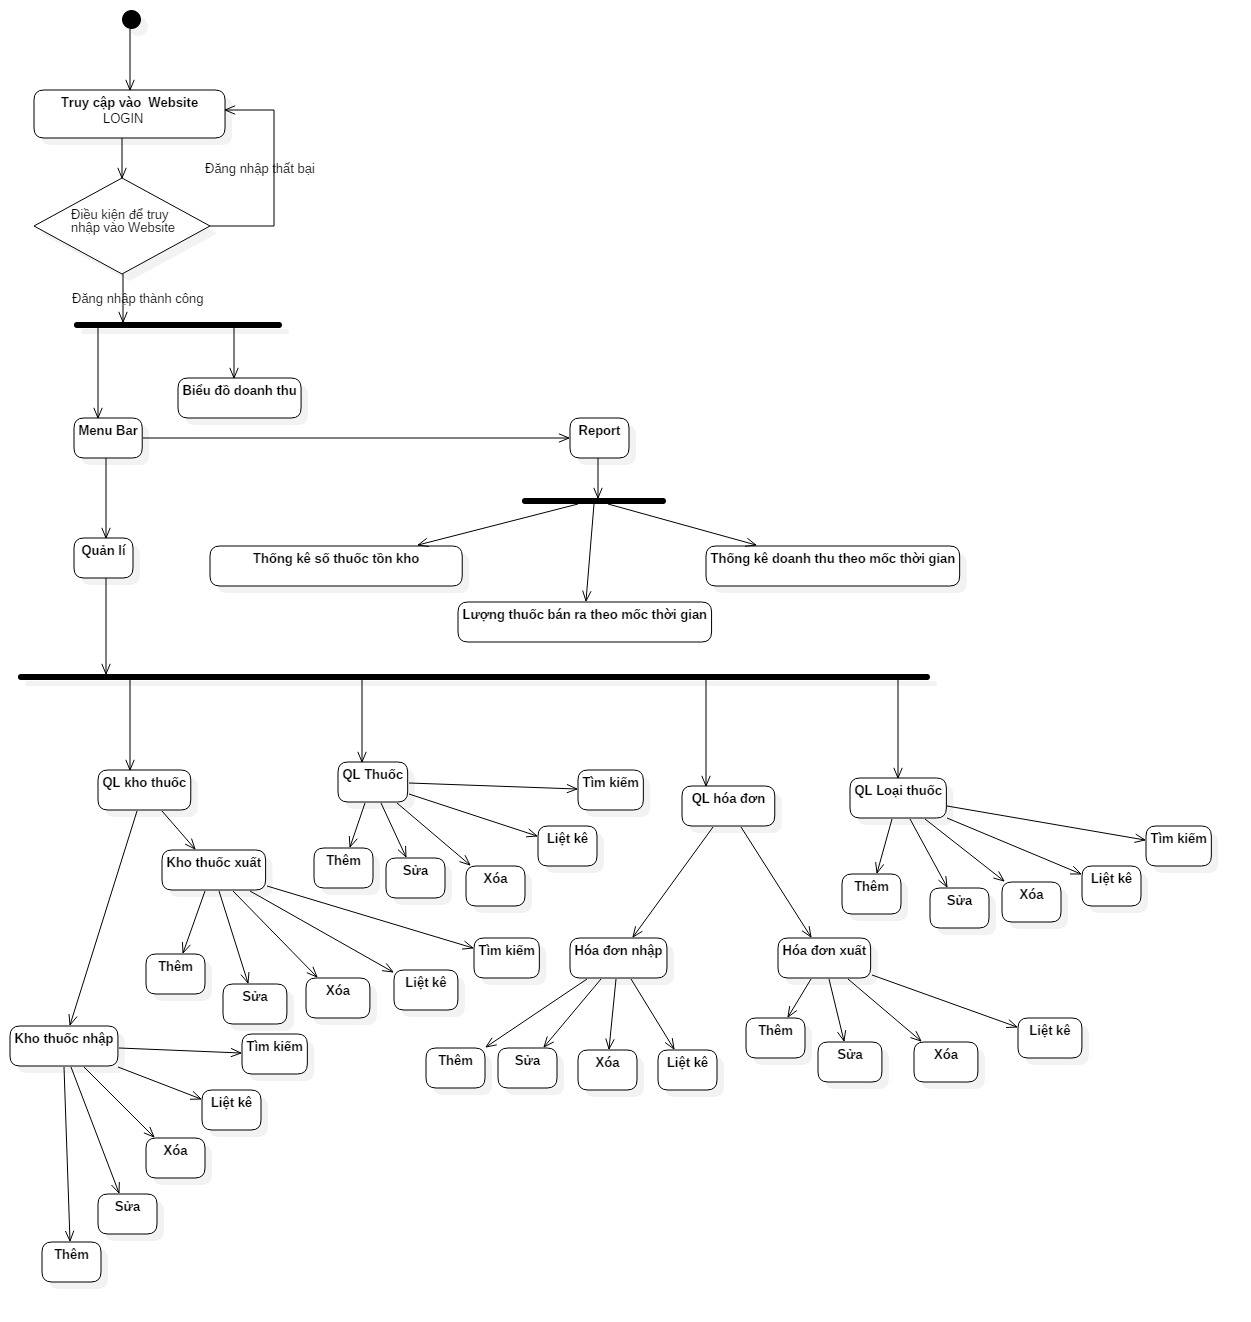 Truy cập vào  Website
LOGIN
Đăng nhập thất bại
Điều kiện để truy
nhập vào Website
Đăng nhập thành công
Biểu đồ doanh thu
Menu Bar
Report
Quản lí
Thống kê số thuốc tồn kho
Thống kê doanh thu theo mốc thời gian
Lượng thuốc bán ra theo mốc thời gian
QL kho thuốc
QL Thuốc
Tìm kiếm
QL hóa đơn
QL Loại thuốc
Liệt kê
Tìm kiếm
Kho thuốc xuất
Thêm
Sửa
Xóa
Liệt kê
Thêm
Sửa
Xóa
Tìm kiếm
Hóa đơn nhập
Hóa đơn xuất
Thêm
Sửa
Xóa
Liệt kê
Kho thuốc nhập
Tìm kiếm
Thêm
Sửa
Xóa
Liệt kê
Thêm
Sửa
Xóa
Liệt kê
Liệt kê
Xóa
Sửa
Thêm